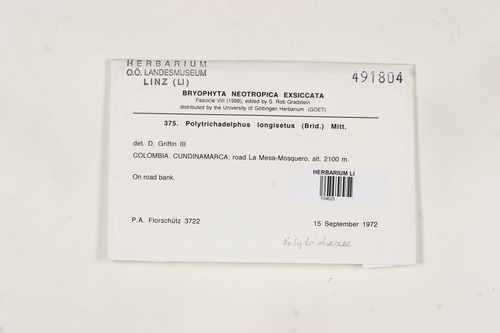 HERBARIUM
O.Ö. LANDESMUSEUM
LINZ (LI)
491804
BRYOPHYTA NEOTROPICA EXSICCATA
Fascicle VIII (1998), edited by S. Rob Gradstein
distributed by the University of Göttingen Herbarium (GOET)
375. Polytrichadelphus longisetus (Brid.) Mitt.
det. D. Griffin III
COLOMBIA. CUNDINAMARCA: road La Mesa-Mosquero, alt. 2100 m.
On road bank.
HERBARIUM LI
759625
P.A. Florschütz 3722
15 September 1972
Polytrichaceae